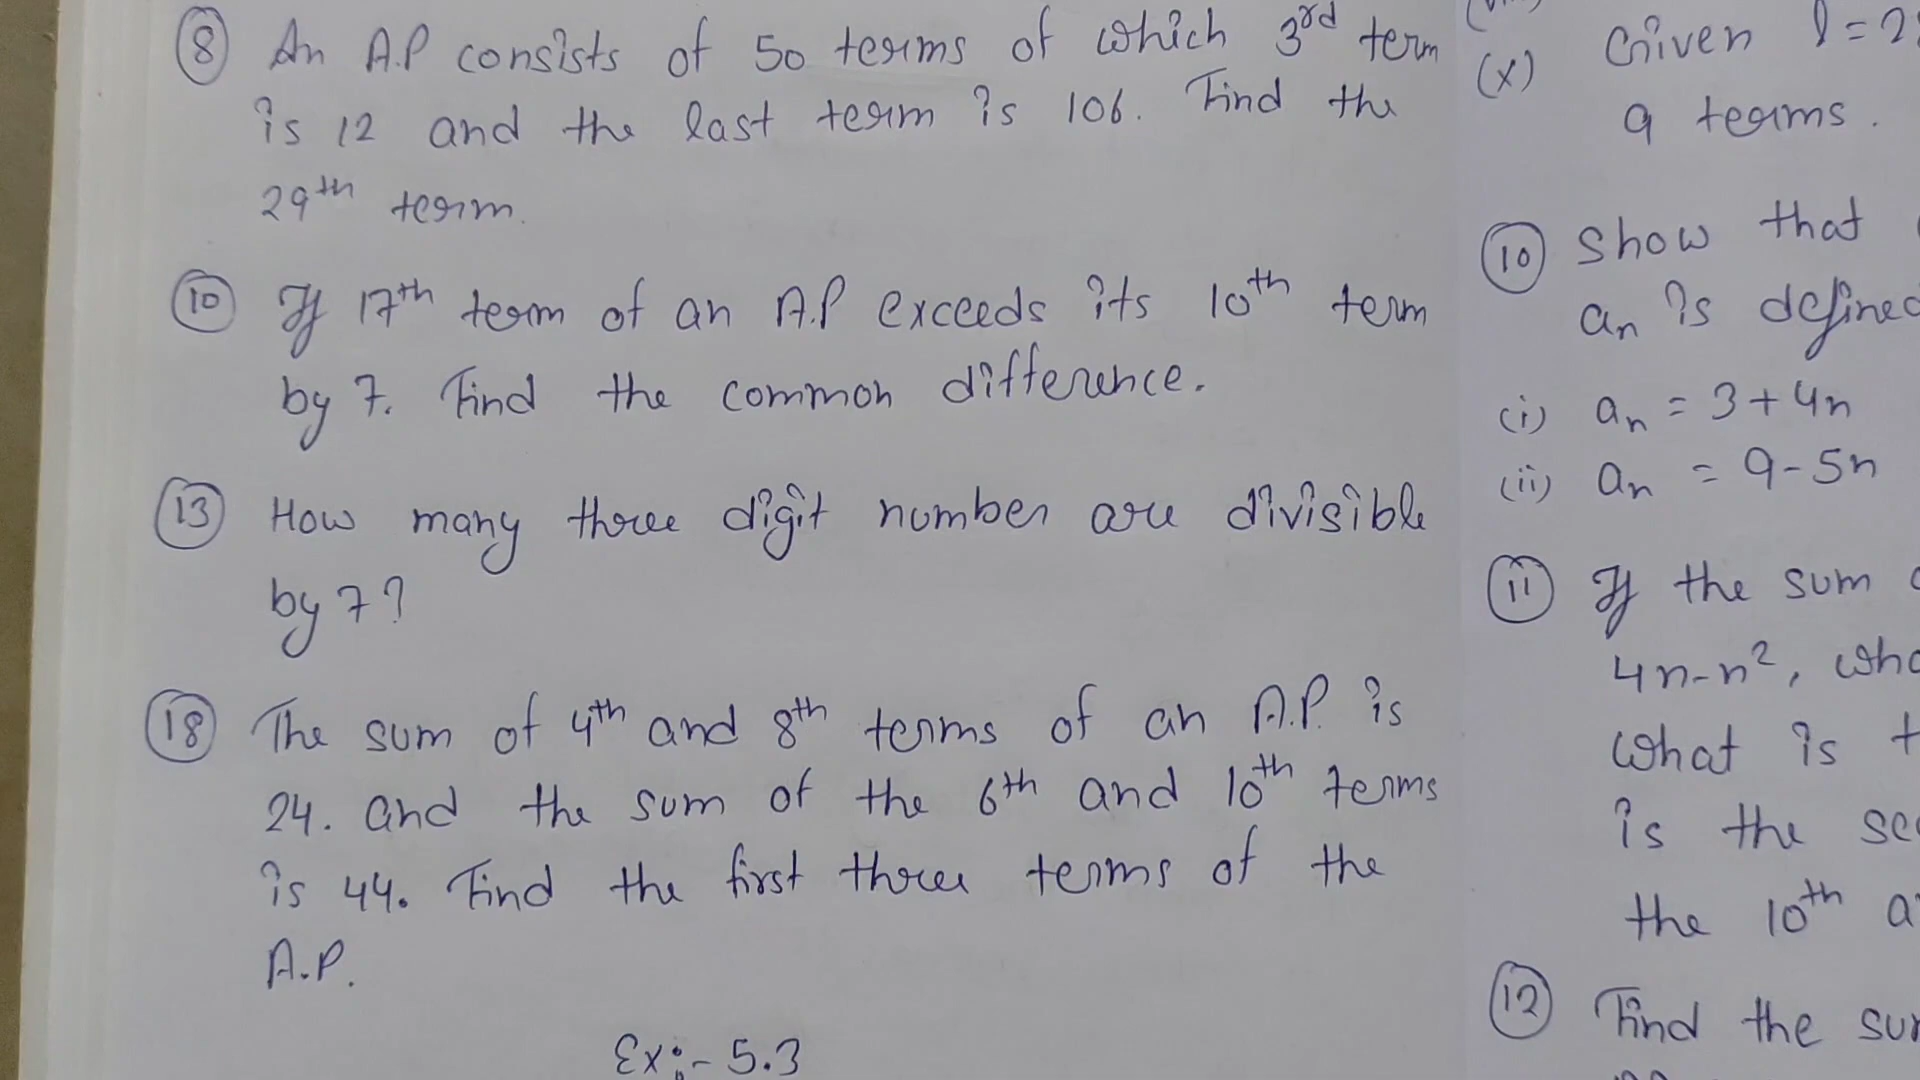 (8) An A.P consists of 50 terms of which 3rd term
is 12 and the last term is 106. Find the
29th term.
(10) If 17th term of an A.P exceeds its 10th term
by 7. Find the common difference.
(13) How many three digit number are divisible
by 7?
(18) The sum of 4th and 8th terms of an A.P. is
24. and the sum of the 6th and 10th terms
is 44. Find the first three terms of the
A.P.
Ex:- 5.3
(x) Given l = 2
9 terms.
(10) Show that
an is defined
(i) an = 3+4n
(ii) an = 9-5n
(11) If the sum
4n-n², 
what is
is the
the 10th
(12) Find the